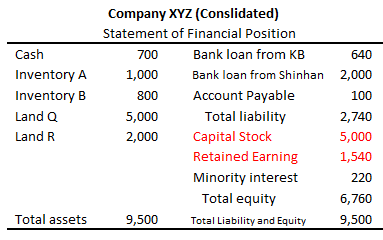 Company XYZ (Conslidated)
Statement of Financial Position
Cash 700 Bank loan from KB 640
Inventory A 1,000 Bank loan from Shinhan 2,000
Inventory B 800 Account Payable 100
Land Q 5,000 Total liability 2,740
Land R 2,000 Capital Stock 5,000
Retained Earning 1,540
Minority interest 220
Total equity 6,760
Total assets 9,500 Total Liability and Equity 9,500